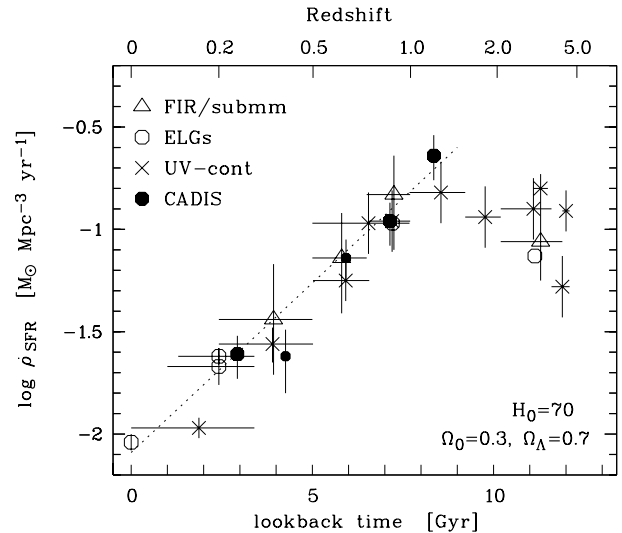 Redshift
0 0.2 0.5 1.0 2.0 5.0
FIR/submm
ELGs
UV-cont
CADIS
−0.5
−1
−1.5
−2
log ρ̇SFR [M⊙ Mpc−3 yr−1]
H0=70
Ω0=0.3, ΩΛ=0.7
0 5 10
lookback time [Gyr]